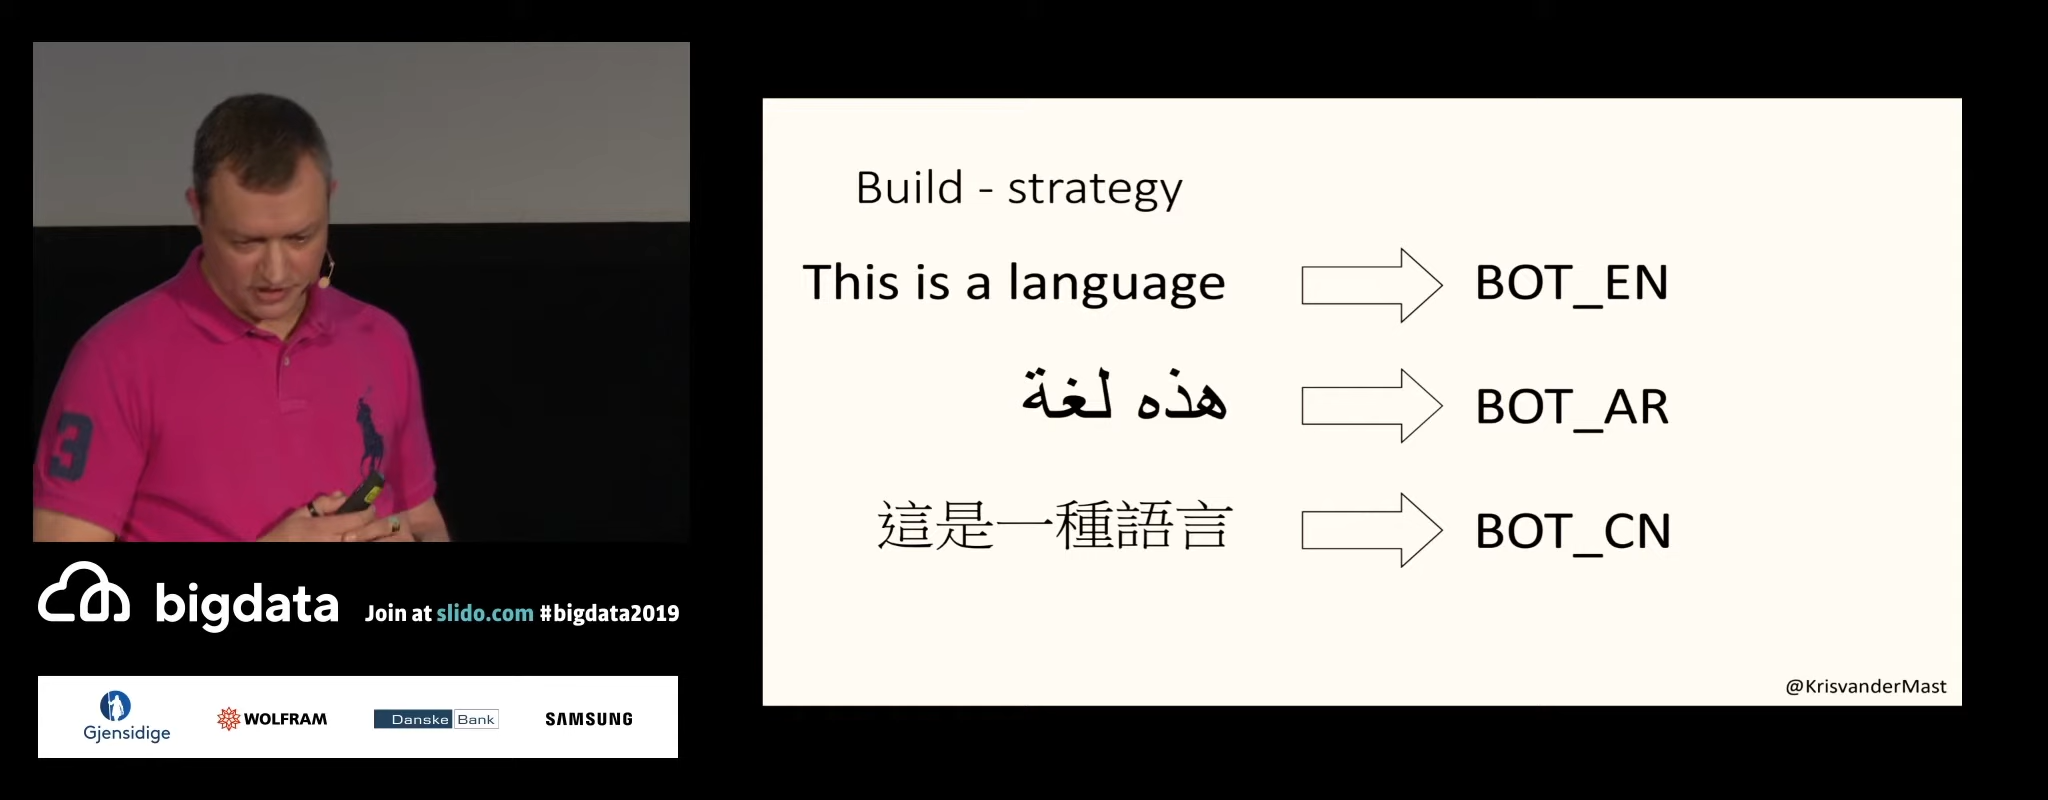 3
bigdata
Join at slido.com #bigdata2019
Gjensidige
WOLFRAM
Danske Bank
SAMSUNG
Build - strategy
This is a language
BOT_EN
هذه لغة
BOT_AR
這是一種語言
BOT_CN
@KrisvanderMast